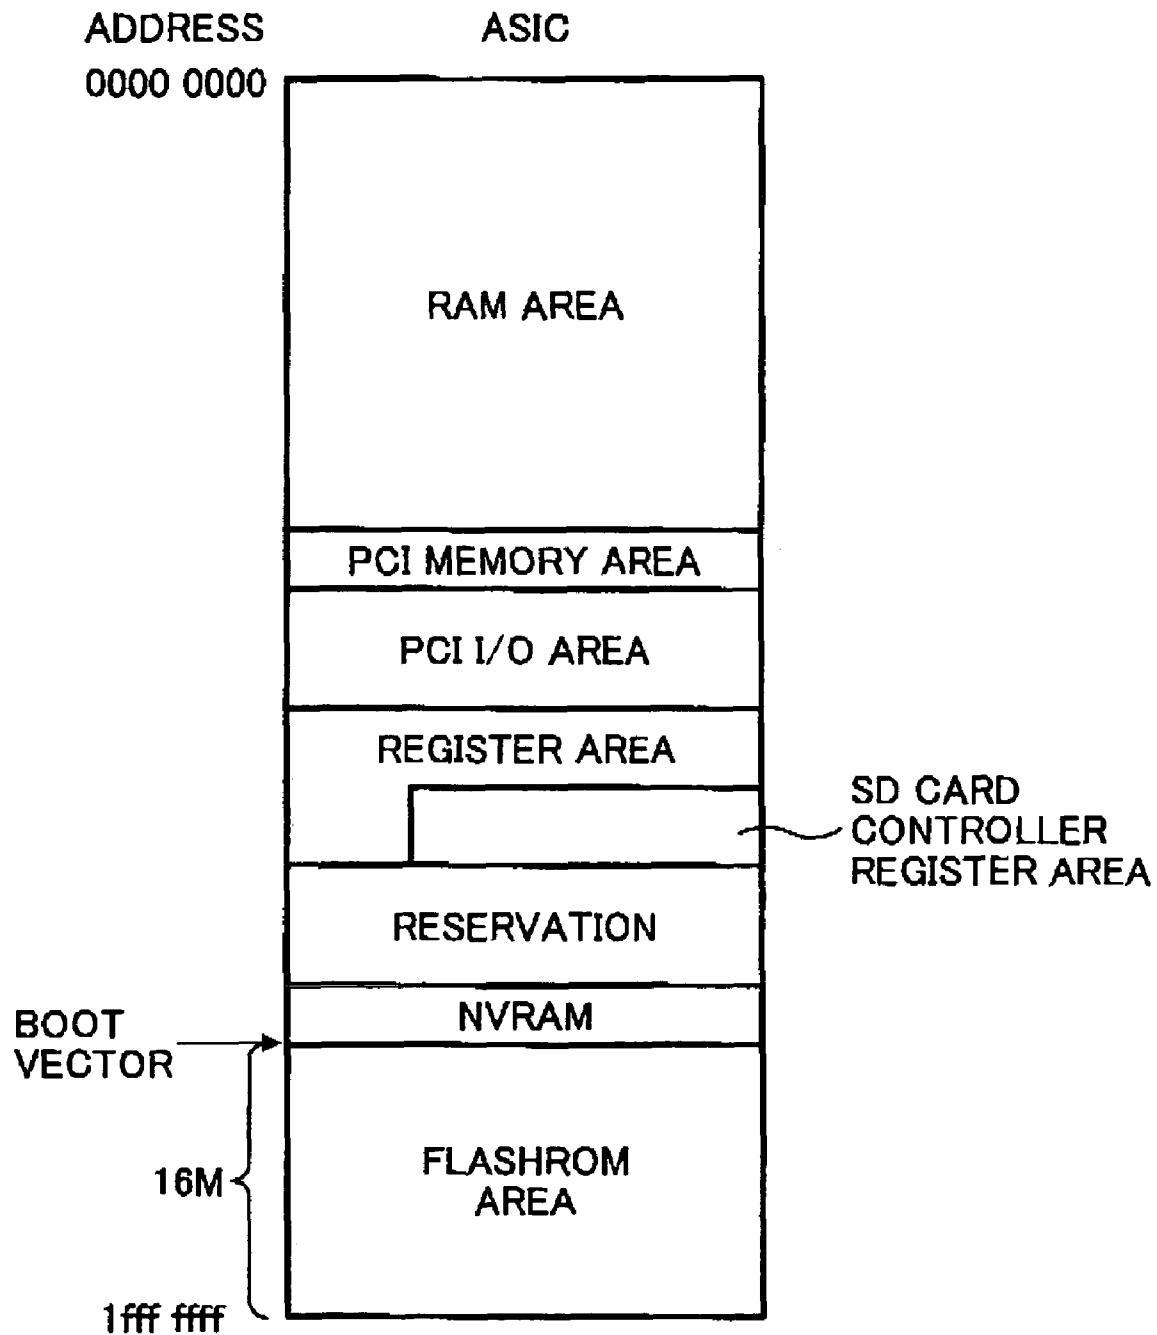 ADDRESS
ASIC
0000 0000
RAM AREA
PCI MEMORY AREA
PCI I/O AREA
REGISTER AREA
SD CARD
CONTROLLER
REGISTER AREA
RESERVATION
NVRAM
BOOT
VECTOR
FLASHROM
AREA
16M
1fff ffff